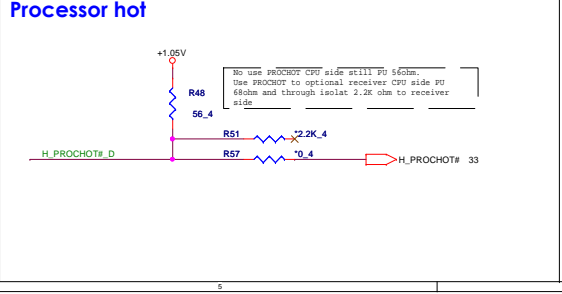 Processor hot
+1.05V
No use PROCHOT CPU side still PU 56ohm.
Use PROCHOT to optional receiver CPU side PU
68ohm and through isolat 2.2K ohm to receiver
side
R48
56_4
R51 *2.2K_4
H_PROCHOT#_D R57 *0_4
H_PROCHOT# 33
5